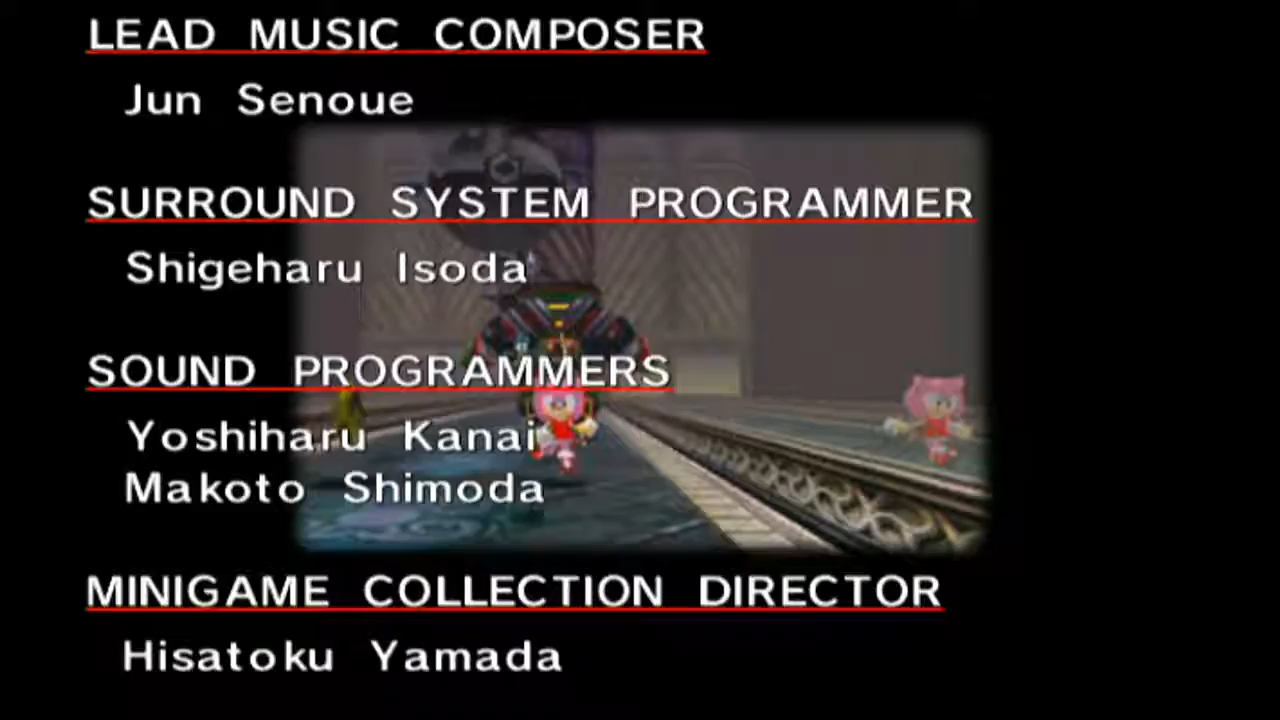 LEAD MUSIC COMPOSER
Jun Senoue
SURROUND SYSTEM PROGRAMMER
Shigeharu Isoda
SOUND PROGRAMMERS
Yoshiharu Kanai
Makoto Shimoda
MINIGAME COLLECTION DIRECTOR
Hisatoku Yamada